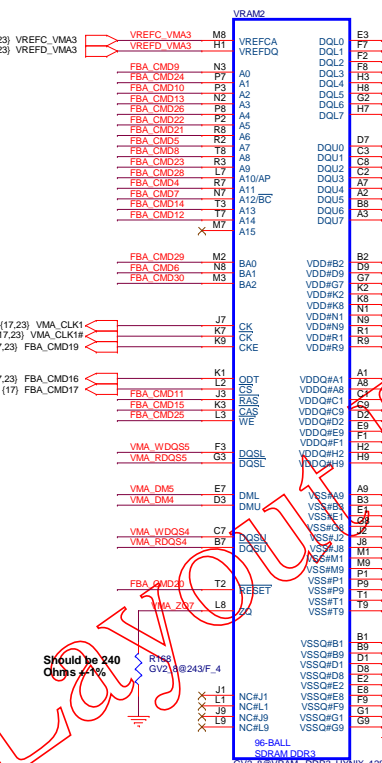 VRAM2
23} VREFC_VMA3 VREFC_VMA3 M8 VREFCA DQL0 E3
23} VREFD_VMA3 VREFD_VMA3 H1 VREFDQ DQL1 F7
DQL2 F2
FBA_CMD9 N3 A0 DQL3 F8
FBA_CMD24 P7 A1 DQL4 H3
FBA_CMD10 P3 A2 DQL5 H8
FBA_CMD13 N2 A3 DQL6 G2
FBA_CMD26 P8 A4 DQL7 H7
FBA_CMD22 P2 A5
FBA_CMD21 R8 A6
FBA_CMD5 R2 A7 DQU0 D7
FBA_CMD8 T8 A8 DQU1 C3
FBA_CMD23 R3 A9 DQU2 C8
FBA_CMD28 L7 A10/AP DQU3 C2
FBA_CMD4 R7 A11 DQU4 A7
FBA_CMD7 N7 A12/BC DQU5 A2
FBA_CMD14 T3 A13 DQU6 B8
FBA_CMD12 T7 A14 DQU7 A3
M7 A15
FBA_CMD29 M2 BA0 VDD#B2 B2
FBA_CMD6 N8 BA1 VDD#D9 D9
FBA_CMD30 M3 BA2 VDD#G7 G7
VDD#K2 K2
VDD#K8 K8
VDD#N1 N1
{17,23} VMA_CLK1 J7 CK VDD#N9 N9
17,23} VMA_CLK1# K7 CK VDD#R1 R1
7,23} FBA_CMD19 K9 CKE VDD#R9 R9
7,23} FBA_CMD16 K1 ODT VDDQ#A1 A1
{17} FBA_CMD17 L2 CS VDDQ#A8 A8
FBA_CMD11 J3 RAS VDDQ#C1 C1
FBA_CMD15 K3 CAS VDDQ#C9 C9
FBA_CMD25 L3 WE VDDQ#D2 D2
VDDQ#E9 E9
VDDQ#F1 F1
VMA_WDQS5 F3 DQSL VDDQ#H2 H2
VMA_RDQS5 G3 DQSL VDDQ#H9 H9
VMA_DM5 E7 DML VSS#A9 A9
VMA_DM4 D3 DMU VSS#B3 B3
VSS#E1 E1
VSS#G8 G8
VMA_WDQS4 C7 DQSU VSS#J2 J2
VMA_RDQS4 B7 DQSU VSS#J8 J8
VSS#M1 M1
VSS#M9 M9
VSS#P1 P1
FBA_CMD20 T2 RESET VSS#P9 P9
VSS#T1 T1
VMA_ZQ7 L8 ZQ VSS#T9 T9
VSSQ#B1 B1
VSSQ#B9 B9
Should be 240 R168 VSSQ#D1 D1
Ohms +-1% GV2_8@243/F_4 VSSQ#D8 D8
VSSQ#E2 E2
J1 NC#J1 VSSQ#E8 E8
L1 NC#L1 VSSQ#F9 F9
J9 NC#J9 VSSQ#G1 G1
L9 NC#L9 VSSQ#G9 G9
96-BALL
SDRAM DDR3
Layout